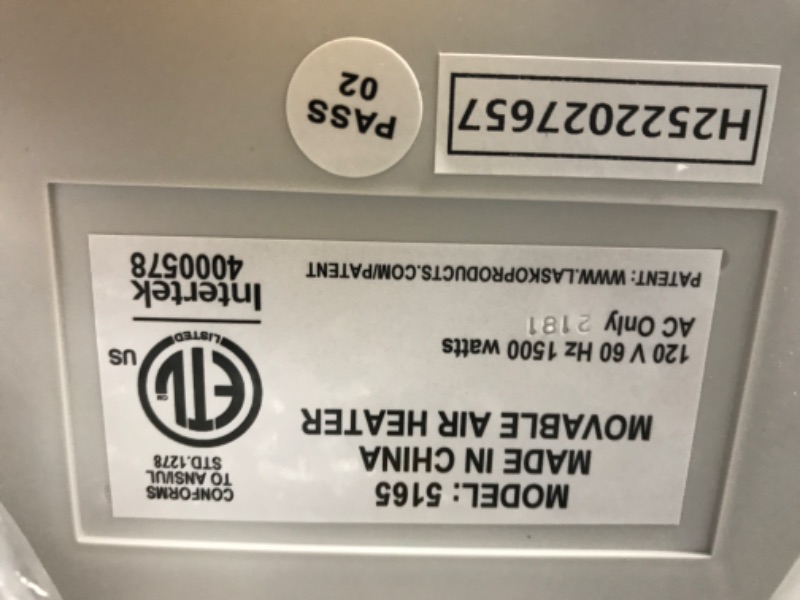 MODEL: 5165
MADE IN CHINA
MOVABLE AIR HEATER
120 V 60 Hz 1500 watts
AC Only 2181
PATENT: WWW.LASKOPRODUCTS.COM/PATENT
CONFORMS
TO ANSI/UL
STD.1278
ETL
CM
US
LISTED
Intertek
4000578
H2522027657
PASS
02